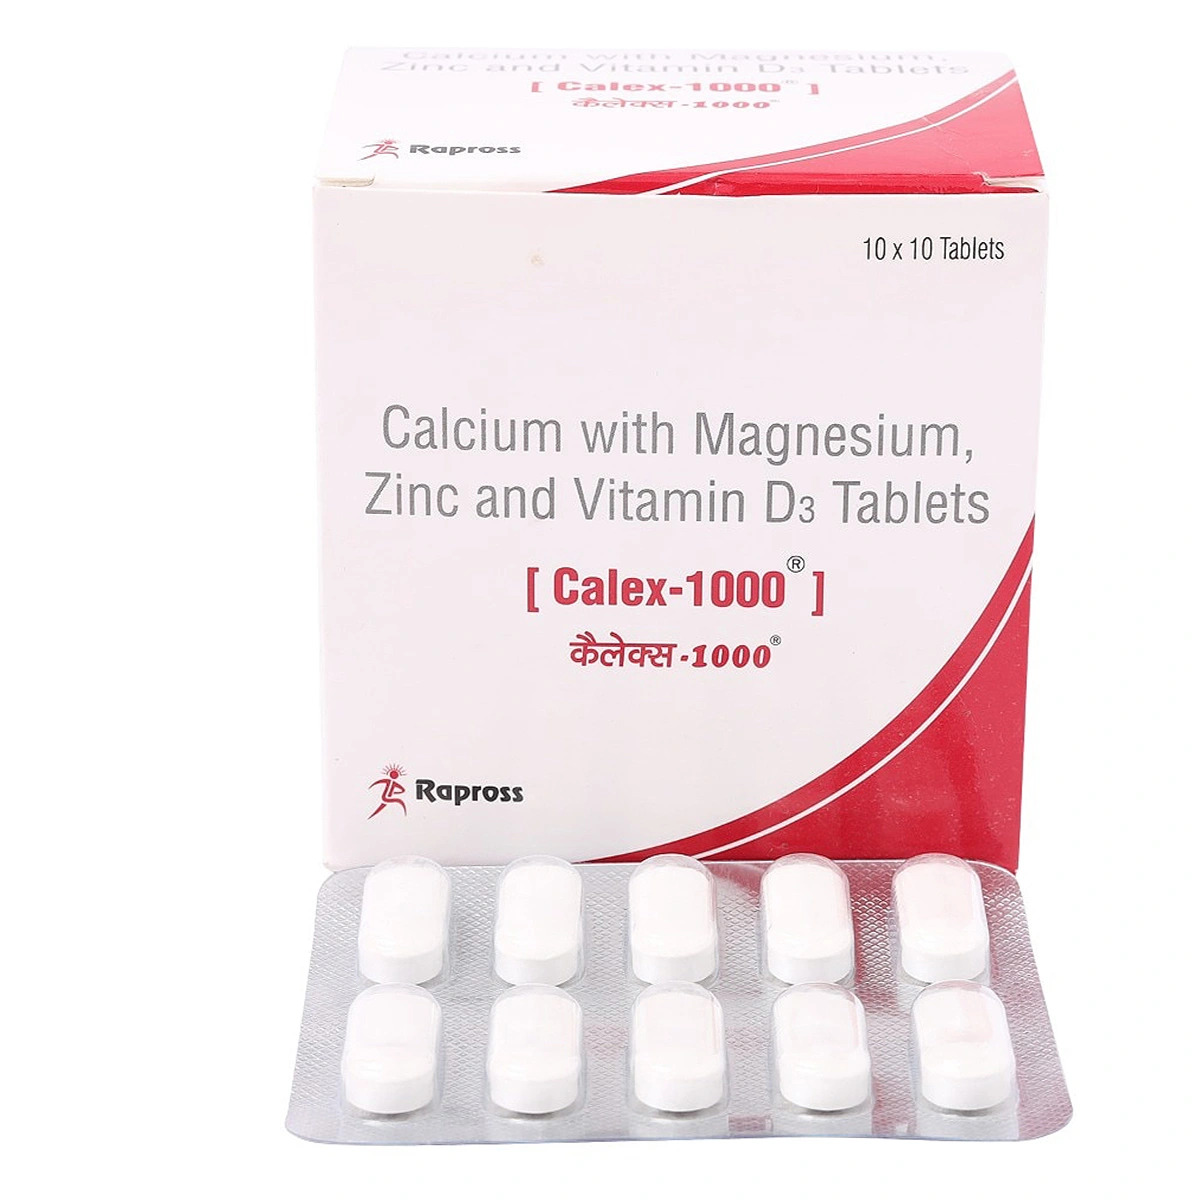 Calcium with Magnesium,
Zinc and Vitamin D3 Tablets
[ Calex-1000® ]
कैलेक्स-1000®
Rapross
10 x 10 Tablets
Calcium with Magnesium,
Zinc and Vitamin D3 Tablets
[ Calex-1000® ]
कैलेक्स-1000®
Rapross